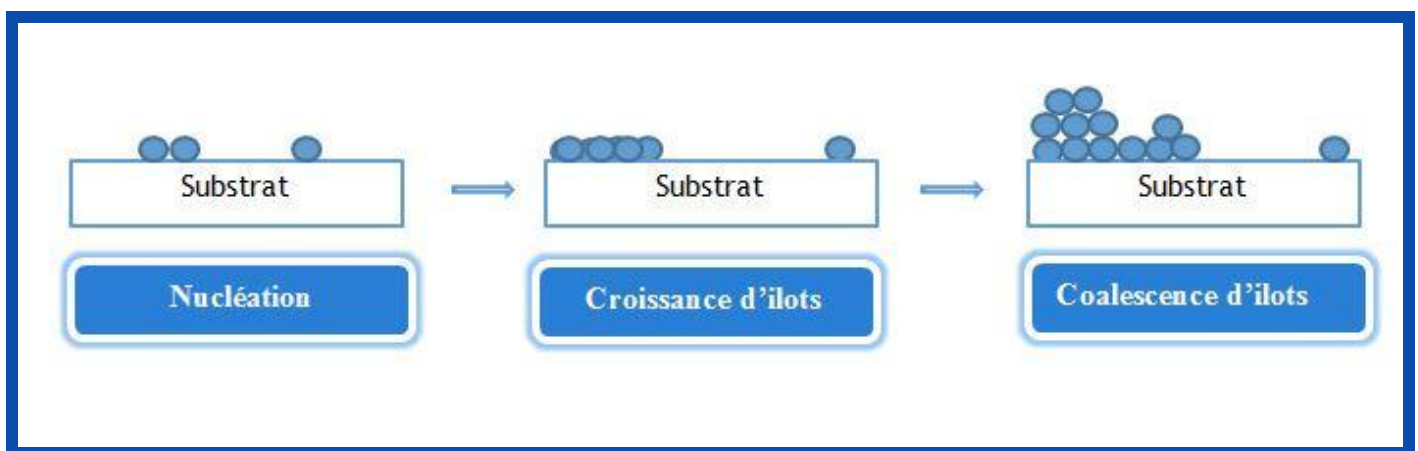 Substrat
Substrat
Substrat
Nucléation
Croissance d'ilots
Coalescence d'ilots